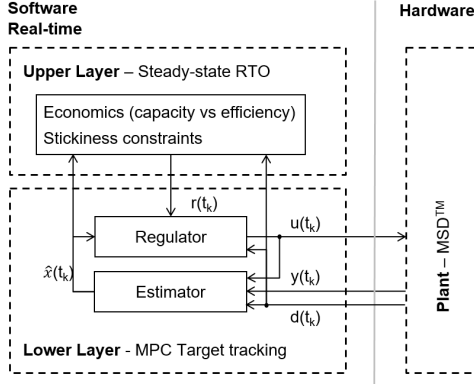 Software
Real-time
Hardware
Upper Layer – Steady-state RTO
Economics (capacity vs efficiency)
Stickiness constraints
r(tₖ)
Regulator
u(tₖ)
x̂(tₖ)
Estimator
y(tₖ)
d(tₖ)
Plant – MSD™
Lower Layer - MPC Target tracking